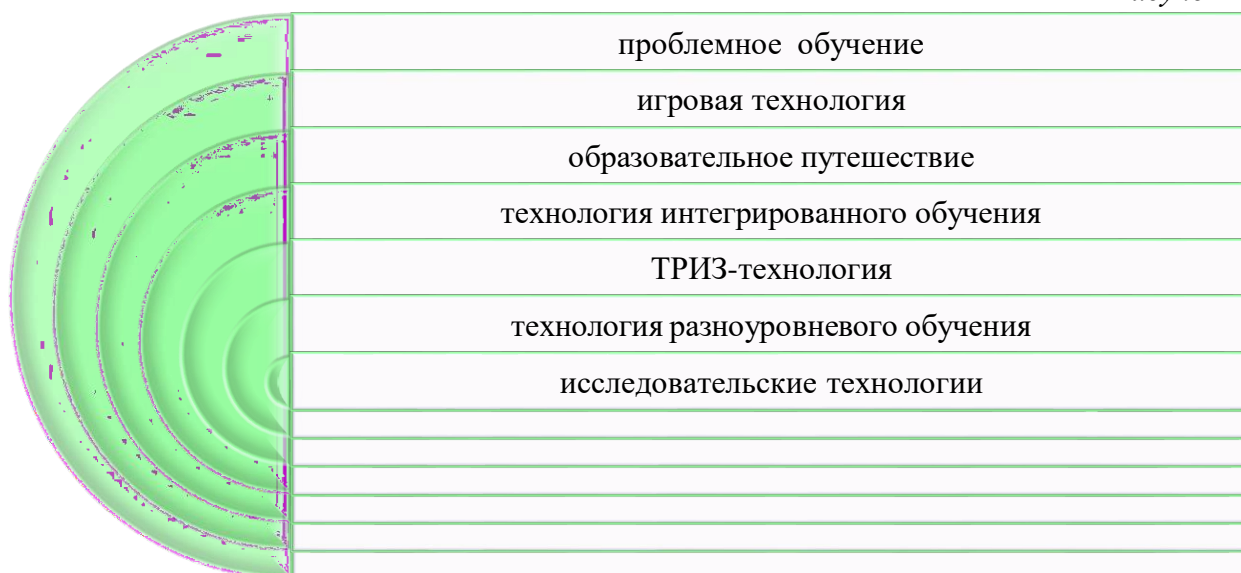 проблемное обучение
игровая технология
образовательное путешествие
технология интегрированного обучения
ТРИЗ-технология
технология разноуровневого обучения
исследовательские технологии